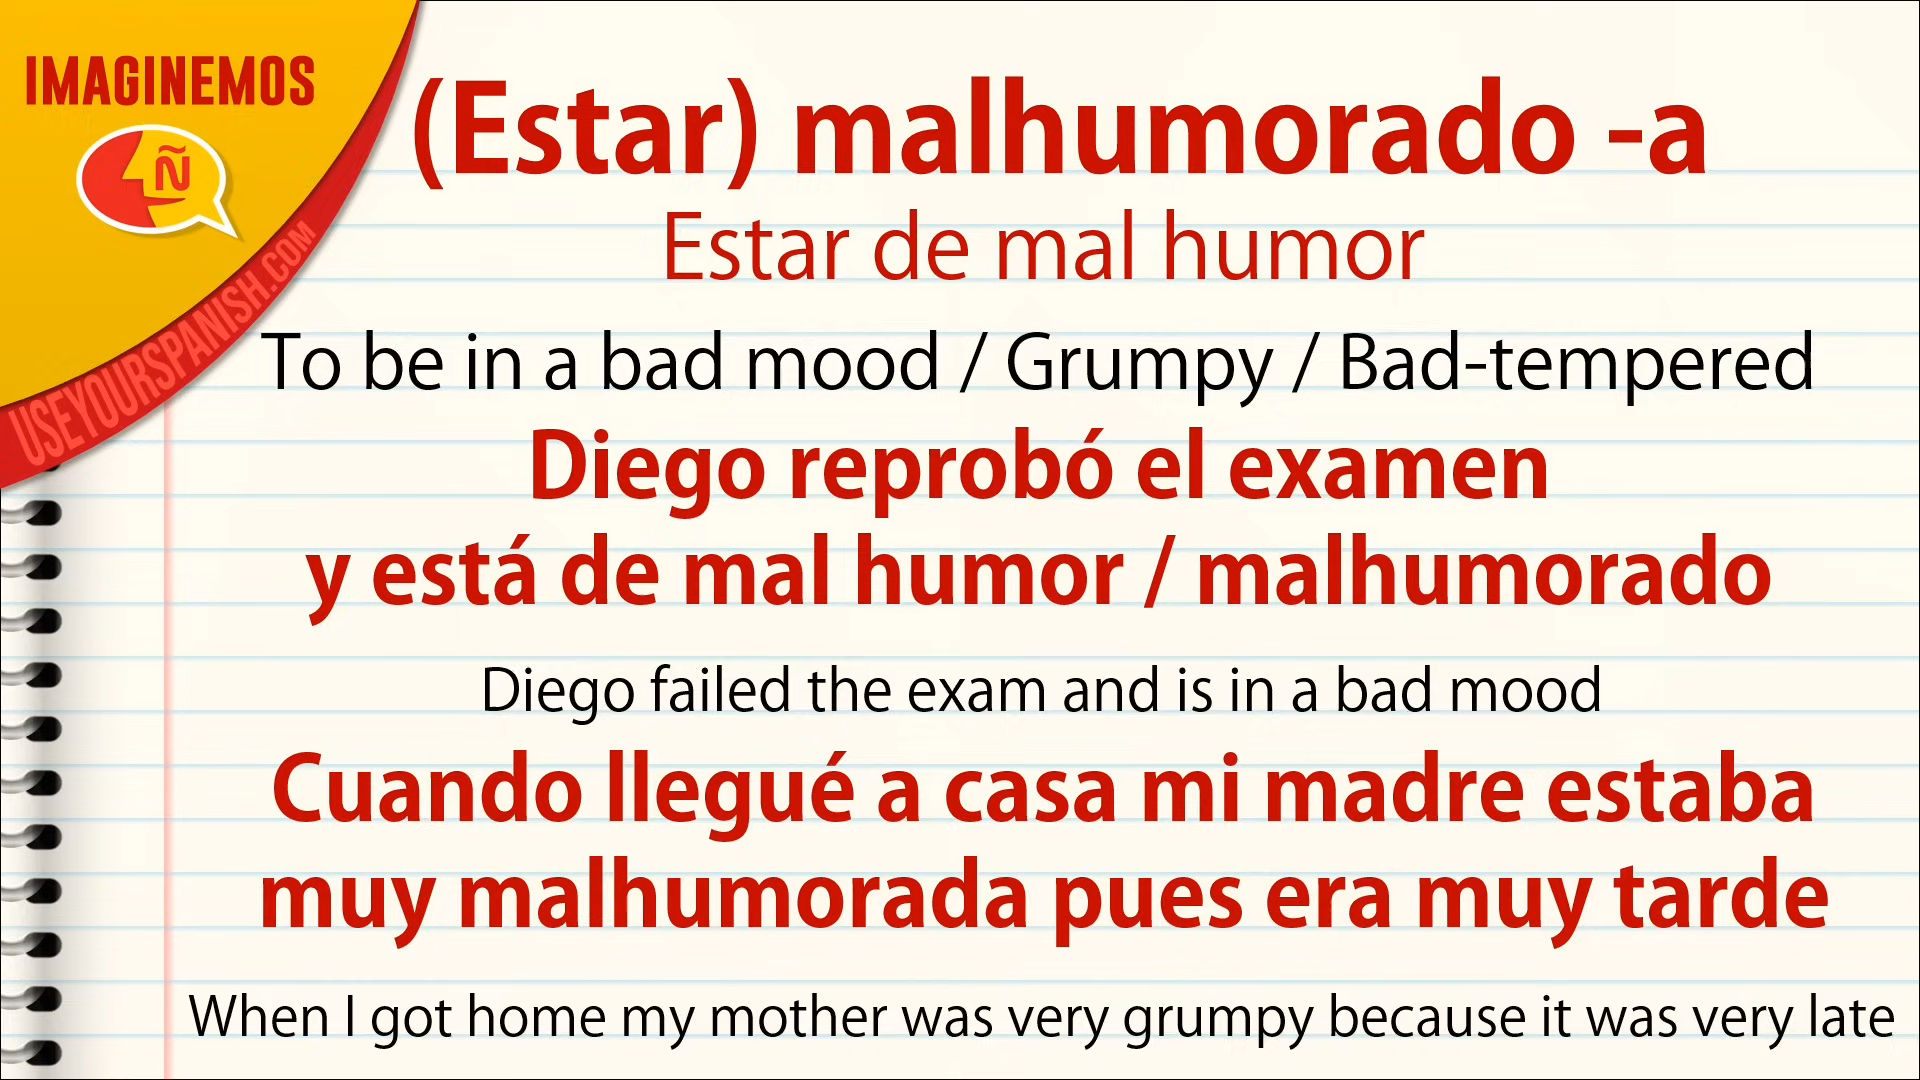 IMAGINEMOS
Ñ
USEYOURSPANISH.COM
(Estar) malhumorado -a
Estar de mal humor
To be in a bad mood / Grumpy / Bad-tempered
Diego reprobó el examen
y está de mal humor / malhumorado
Diego failed the exam and is in a bad mood
Cuando llegué a casa mi madre estaba
muy malhumorada pues era muy tarde
When I got home my mother was very grumpy because it was very late